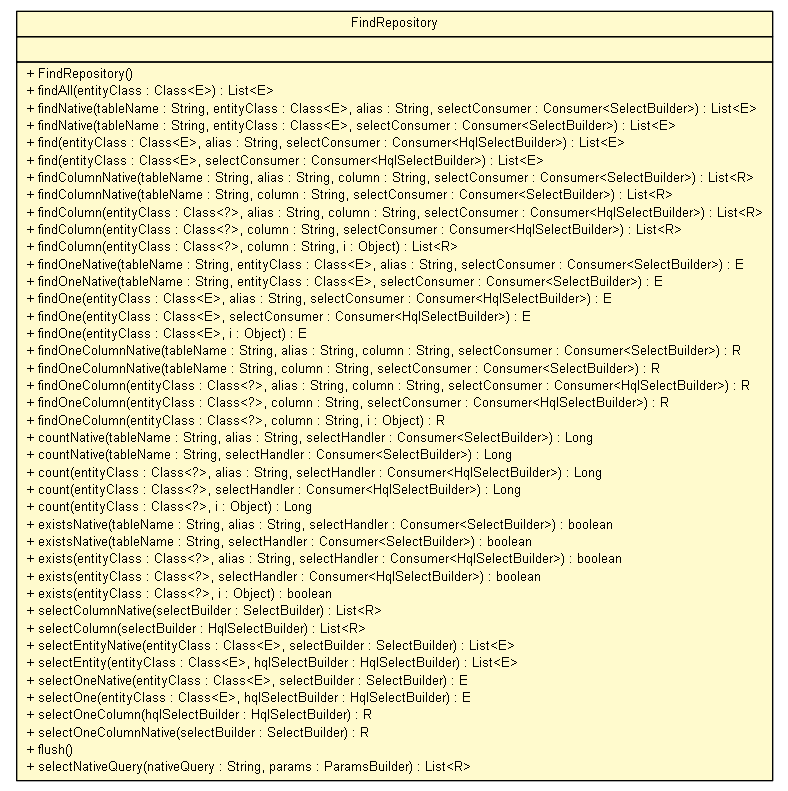 FindRepository
+ FindRepository()
+ findAll(entityClass : Class<E>) : List<E>
+ findNative(tableName : String, entityClass : Class<E>, alias : String, selectConsumer : Consumer<SelectBuilder>) : List<E>
+ findNative(tableName : String, entityClass : Class<E>, selectConsumer : Consumer<SelectBuilder>) : List<E>
+ find(entityClass : Class<E>, alias : String, selectConsumer : Consumer<HqlSelectBuilder>) : List<E>
+ find(entityClass : Class<E>, selectConsumer : Consumer<HqlSelectBuilder>) : List<E>
+ findColumnNative(tableName : String, alias : String, column : String, selectConsumer : Consumer<SelectBuilder>) : List<R>
+ findColumnNative(tableName : String, column : String, selectConsumer : Consumer<SelectBuilder>) : List<R>
+ findColumn(entityClass : Class<?>, alias : String, column : String, selectConsumer : Consumer<HqlSelectBuilder>) : List<R>
+ findColumn(entityClass : Class<?>, column : String, selectConsumer : Consumer<HqlSelectBuilder>) : List<R>
+ findColumn(entityClass : Class<?>, column : String, i : Object) : List<R>
+ findOneNative(tableName : String, entityClass : Class<E>, alias : String, selectConsumer : Consumer<SelectBuilder>) : E
+ findOneNative(tableName : String, entityClass : Class<E>, selectConsumer : Consumer<SelectBuilder>) : E
+ findOne(entityClass : Class<E>, alias : String, selectConsumer : Consumer<HqlSelectBuilder>) : E
+ findOne(entityClass : Class<E>, selectConsumer : Consumer<HqlSelectBuilder>) : E
+ findOne(entityClass : Class<E>, i : Object) : E
+ findOneColumnNative(tableName : String, alias : String, column : String, selectConsumer : Consumer<SelectBuilder>) : R
+ findOneColumnNative(tableName : String, column : String, selectConsumer : Consumer<SelectBuilder>) : R
+ findOneColumn(entityClass : Class<?>, alias : String, column : String, selectConsumer : Consumer<HqlSelectBuilder>) : R
+ findOneColumn(entityClass : Class<?>, column : String, selectConsumer : Consumer<HqlSelectBuilder>) : R
+ findOneColumn(entityClass : Class<?>, column : String, i : Object) : R
+ countNative(tableName : String, alias : String, selectHandler : Consumer<SelectBuilder>) : Long
+ countNative(tableName : String, selectHandler : Consumer<SelectBuilder>) : Long
+ count(entityClass : Class<?>, alias : String, selectHandler : Consumer<HqlSelectBuilder>) : Long
+ count(entityClass : Class<?>, selectHandler : Consumer<HqlSelectBuilder>) : Long
+ count(entityClass : Class<?>, i : Object) : Long
+ existsNative(tableName : String, alias : String, selectHandler : Consumer<SelectBuilder>) : boolean
+ existsNative(tableName : String, selectHandler : Consumer<SelectBuilder>) : boolean
+ exists(entityClass : Class<?>, alias : String, selectHandler : Consumer<HqlSelectBuilder>) : boolean
+ exists(entityClass : Class<?>, selectHandler : Consumer<HqlSelectBuilder>) : boolean
+ exists(entityClass : Class<?>, i : Object) : boolean
+ selectColumnNative(selectBuilder : SelectBuilder) : List<R>
+ selectColumn(selectBuilder : HqlSelectBuilder) : List<R>
+ selectEntityNative(entityClass : Class<E>, selectBuilder : SelectBuilder) : List<E>
+ selectEntity(entityClass : Class<E>, hqlSelectBuilder : HqlSelectBuilder) : List<E>
+ selectOneNative(entityClass : Class<E>, selectBuilder : SelectBuilder) : E
+ selectOne(entityClass : Class<E>, hqlSelectBuilder : HqlSelectBuilder) : E
+ selectOneColumn(hqlSelectBuilder : HqlSelectBuilder) : R
+ selectOneColumnNative(selectBuilder : SelectBuilder) : R
+ flush()
+ selectNativeQuery(nativeQuery : String, params : ParamsBuilder) : List<R>